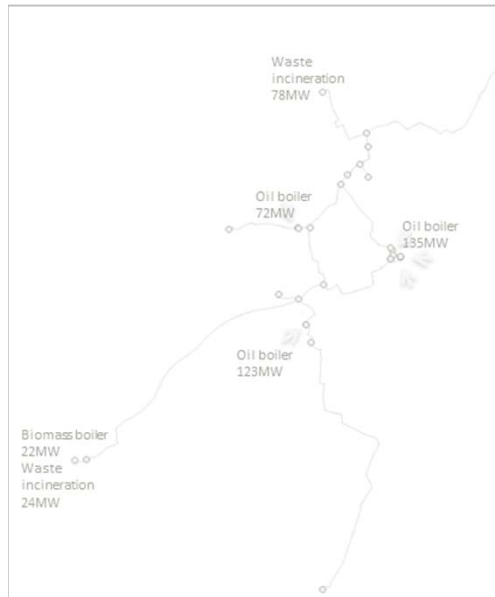 Waste
incineration
78MW
Oil boiler
72MW
Oil boiler
135MW
Oil boiler
123MW
Biomass boiler
22MW
Waste
incineration
24MW